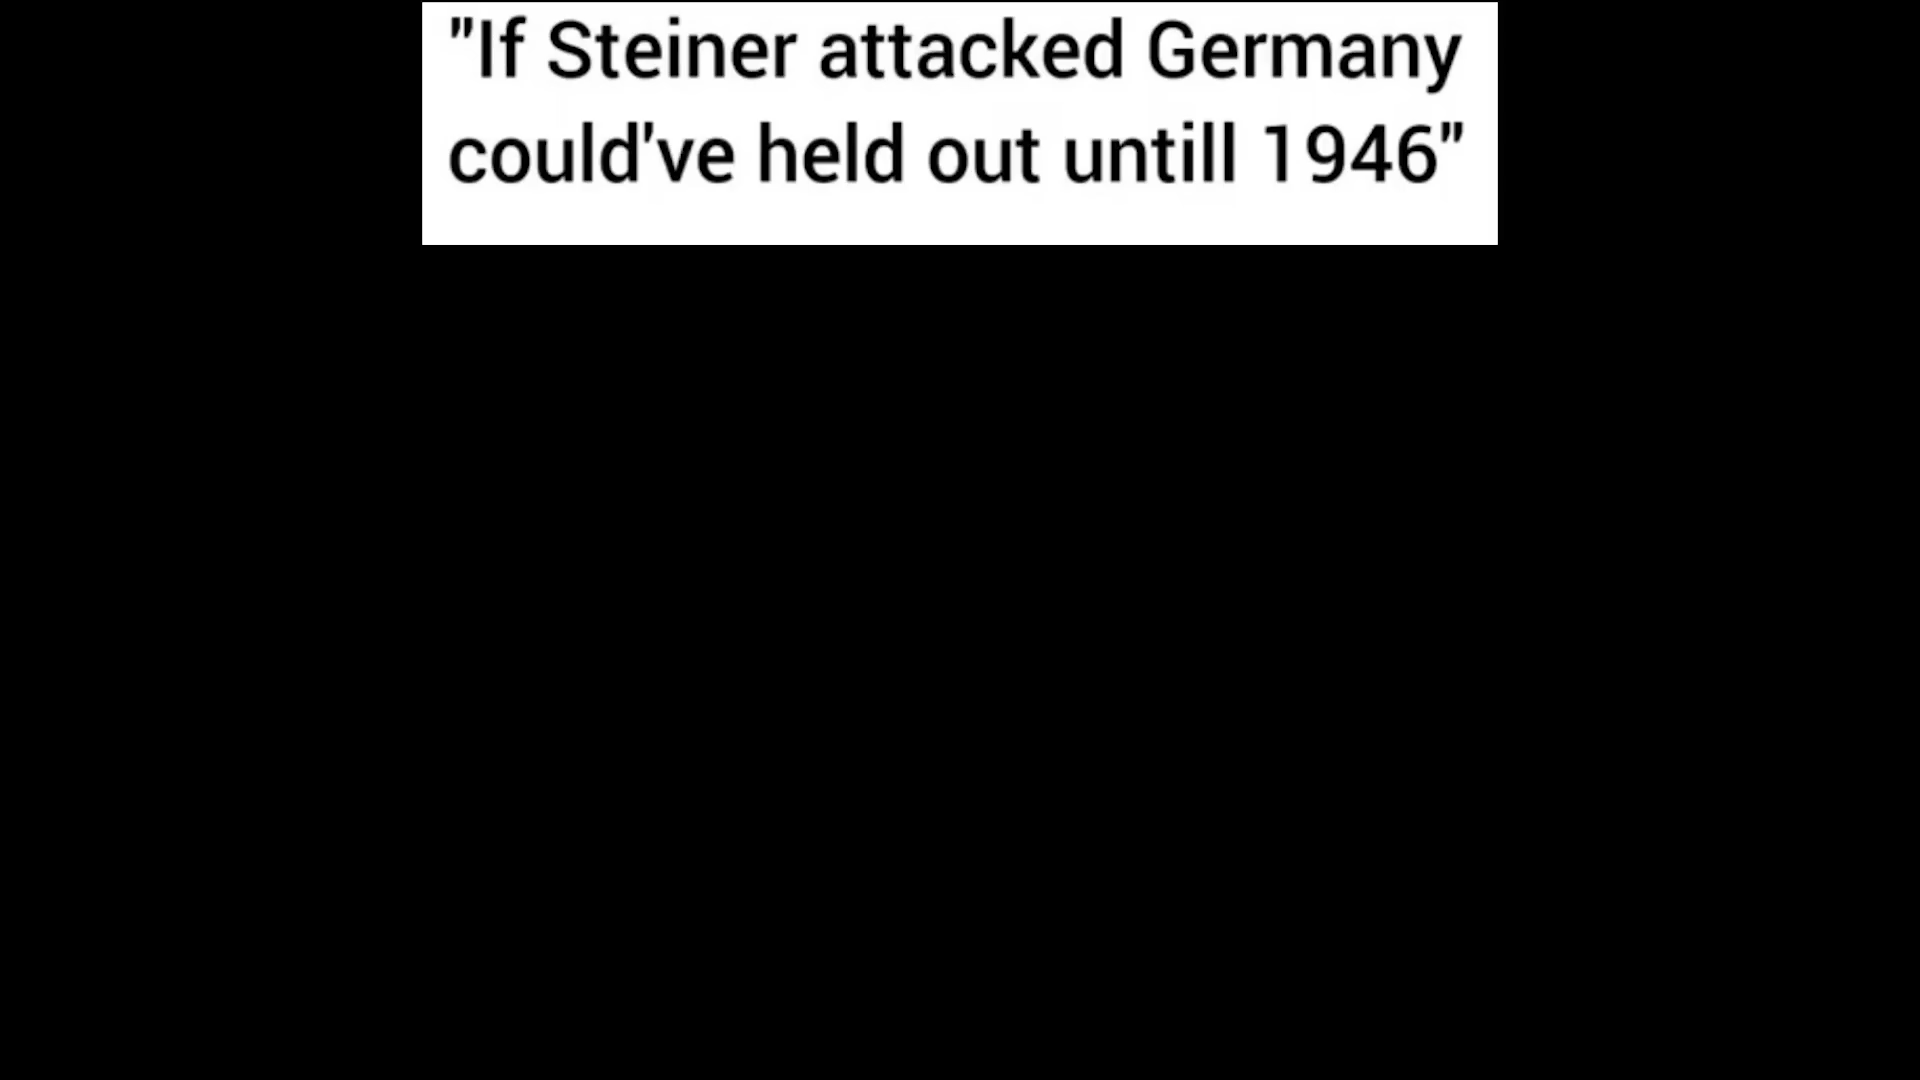 "If Steiner attacked Germany
could've held out untill 1946"